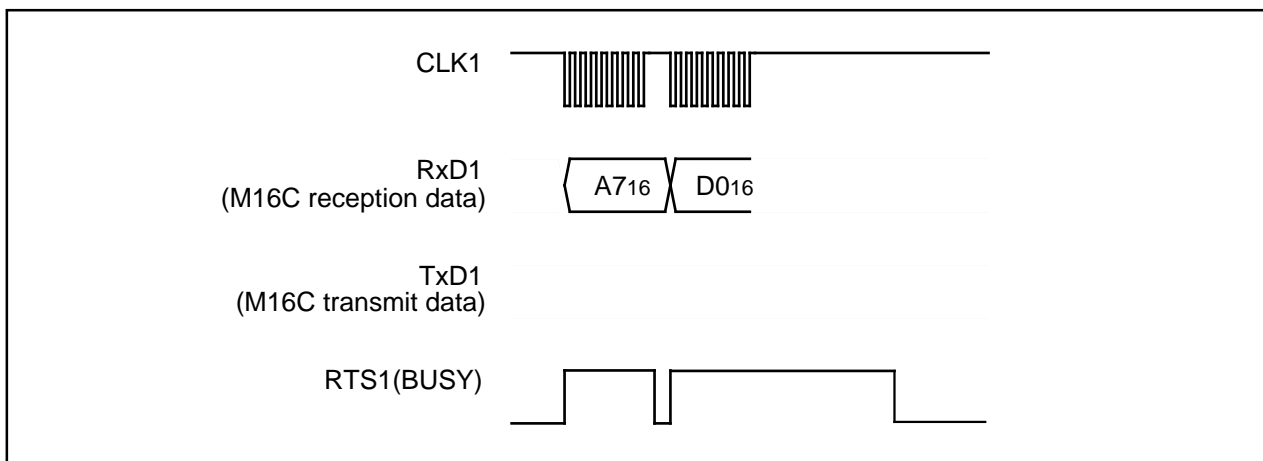 CLK1
RxD1
(M16C reception data)
A716
D016
TxD1
(M16C transmit data)
RTS1(BUSY)